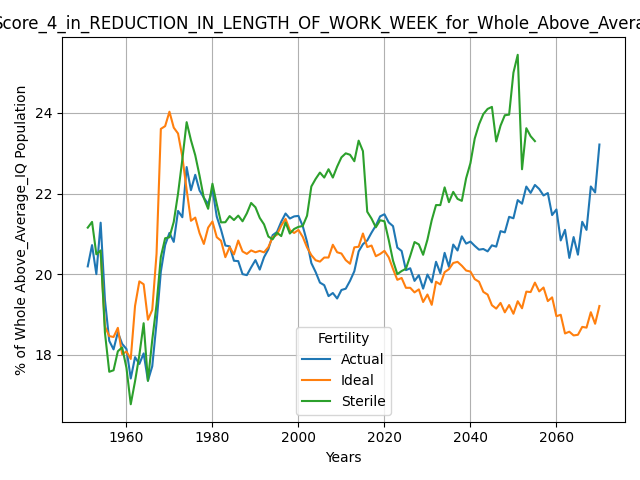 Score_4_in_REDUCTION_IN_LENGTH_OF_WORK_WEEK_for_Whole_Above_Avera
% of Whole Above_Average_IQ Population
24
22
20
18
Fertility
Actual
Ideal
Sterile
1960 1980 2000 2020 2040 2060
Years